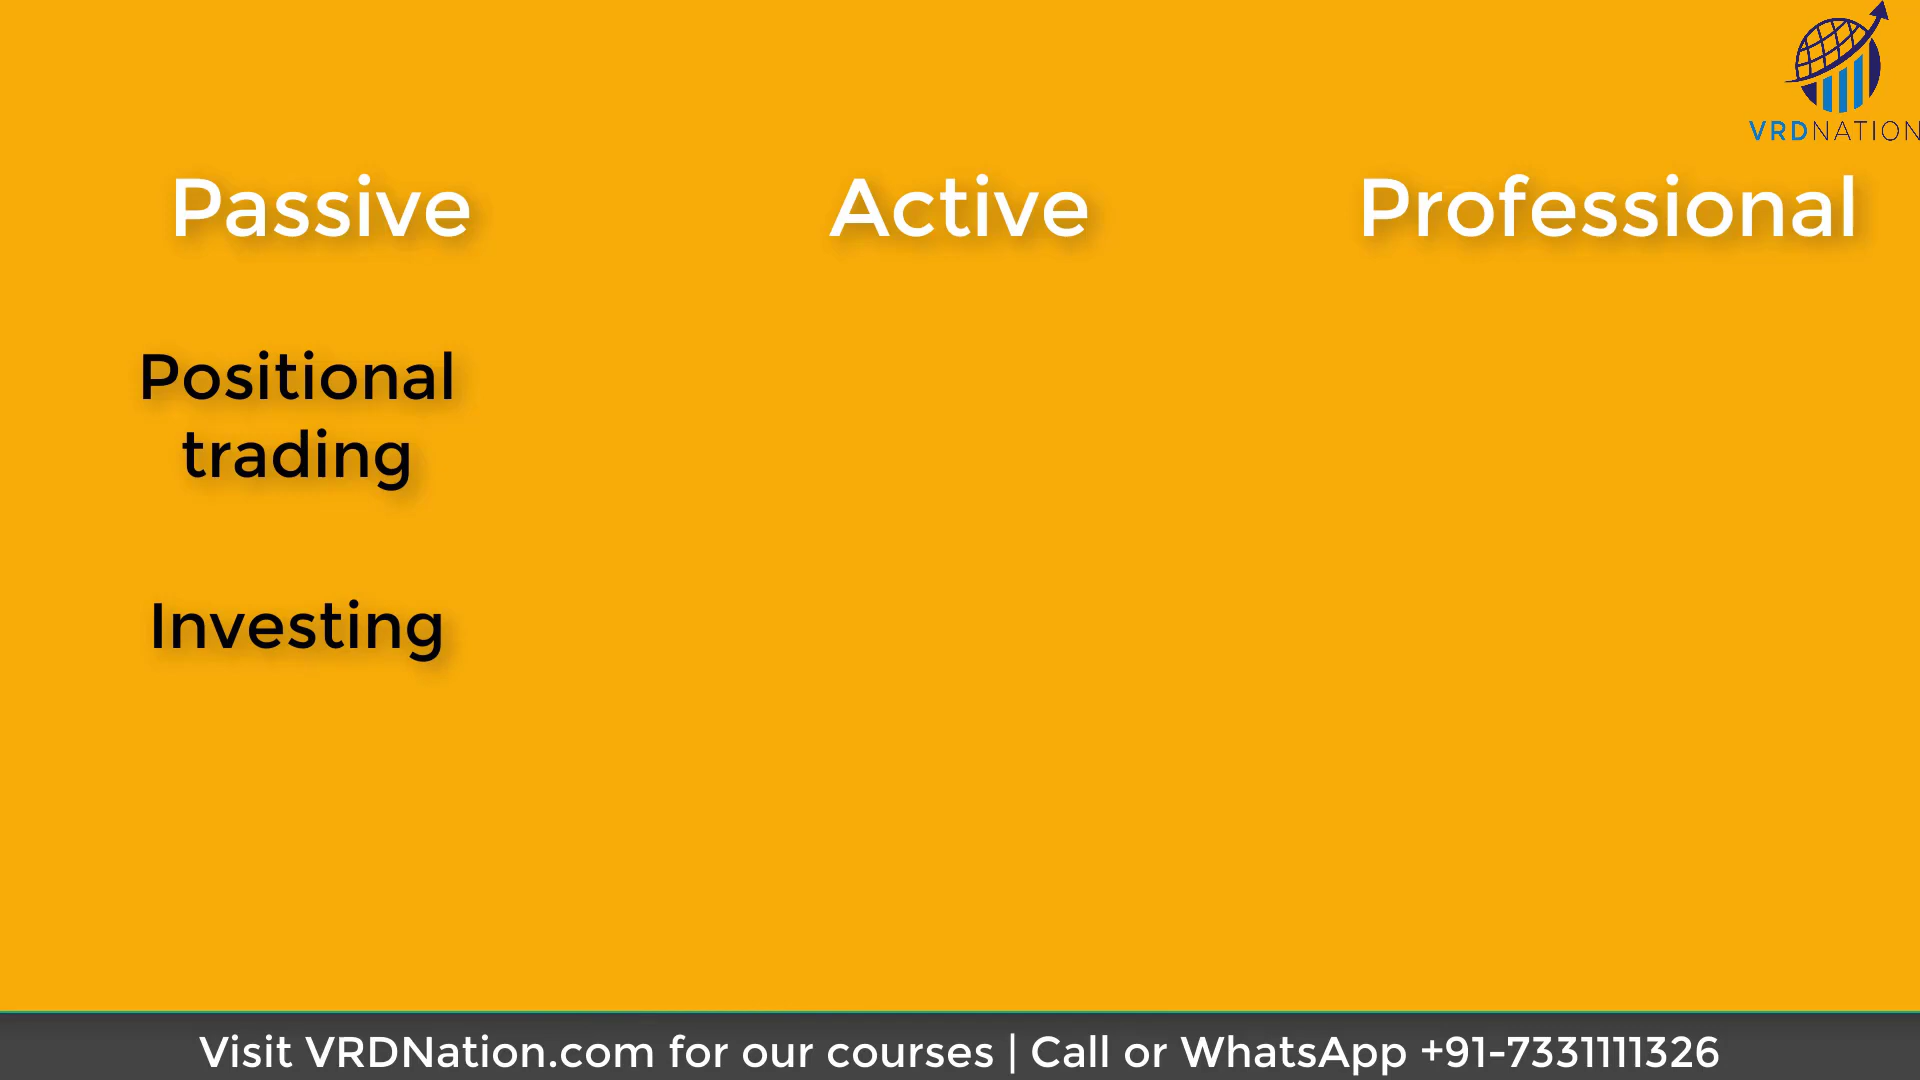 VRDNATION
Passive Active Professional
Positional
trading
Investing
Visit VRDNation.com for our courses | Call or WhatsApp +91-7331111326